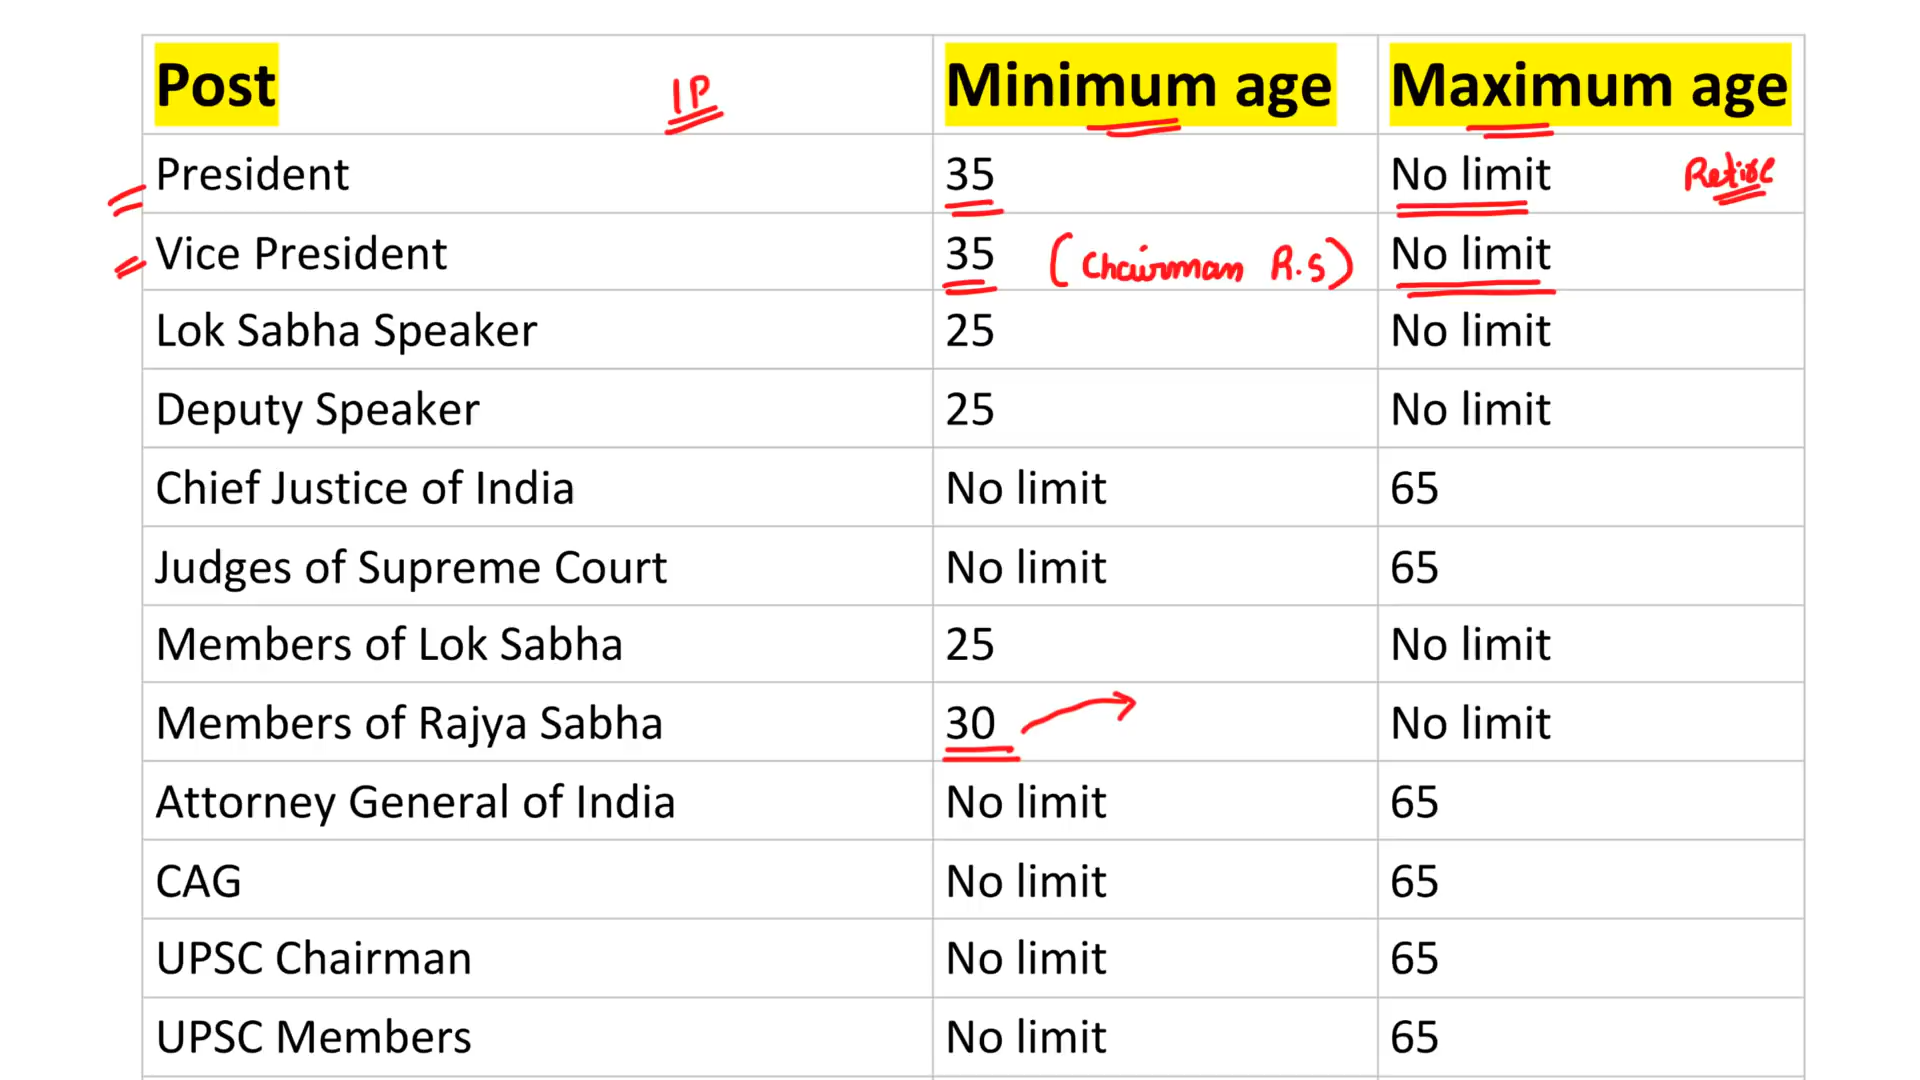 Post IP Minimum age Maximum age
President 35 No limit Retire
Vice President 35 (Chairman R.S) No limit
Lok Sabha Speaker 25 No limit
Deputy Speaker 25 No limit
Chief Justice of India No limit 65
Judges of Supreme Court No limit 65
Members of Lok Sabha 25 No limit
Members of Rajya Sabha 30 No limit
Attorney General of India No limit 65
CAG No limit 65
UPSC Chairman No limit 65
UPSC Members No limit 65